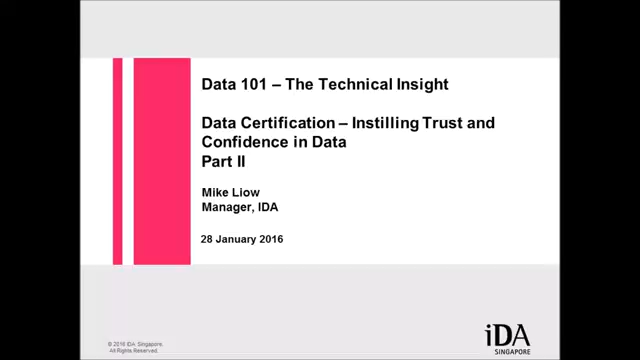 Data 101 – The Technical Insight
Data Certification – Instilling Trust and
Confidence in Data
Part II
Mike Liow
Manager, IDA
28 January 2016
© 2016 IDA Singapore.
All Rights Reserved.
iDA
SINGAPORE